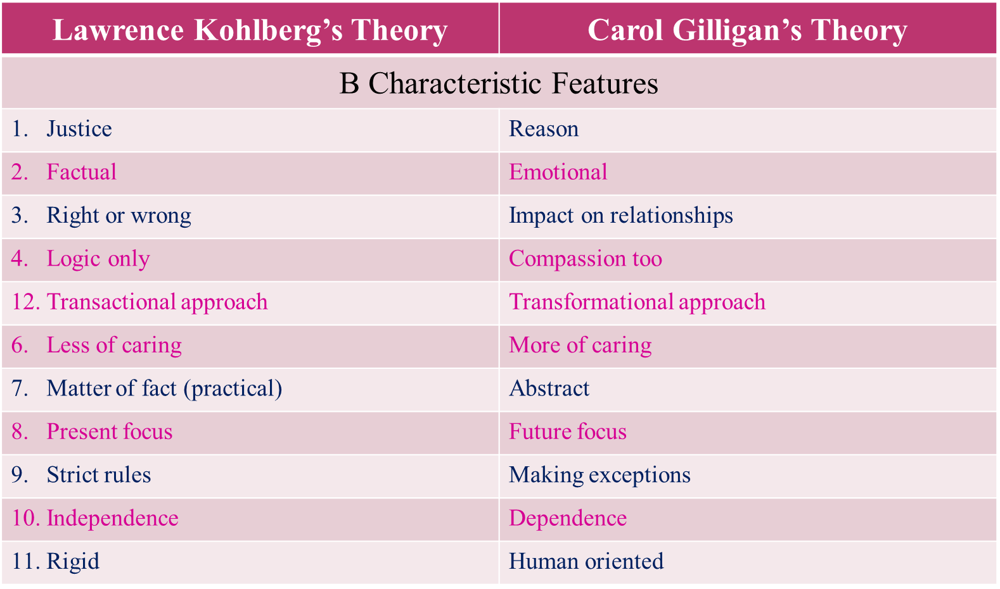 Lawrence Kohlberg’s Theory Carol Gilligan’s Theory
B Characteristic Features
1. Justice Reason
2. Factual Emotional
3. Right or wrong Impact on relationships
4. Logic only Compassion too
12. Transactional approach Transformational approach
6. Less of caring More of caring
7. Matter of fact (practical) Abstract
8. Present focus Future focus
9. Strict rules Making exceptions
10. Independence Dependence
11. Rigid Human oriented